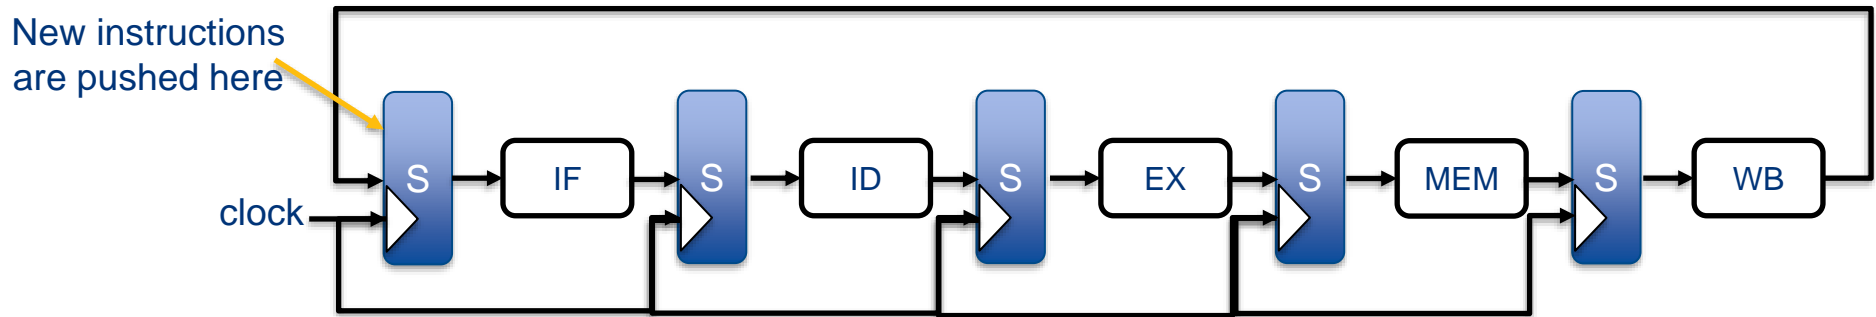 New instructions
are pushed here
S
IF
S
ID
S
EX
S
MEM
S
WB
clock